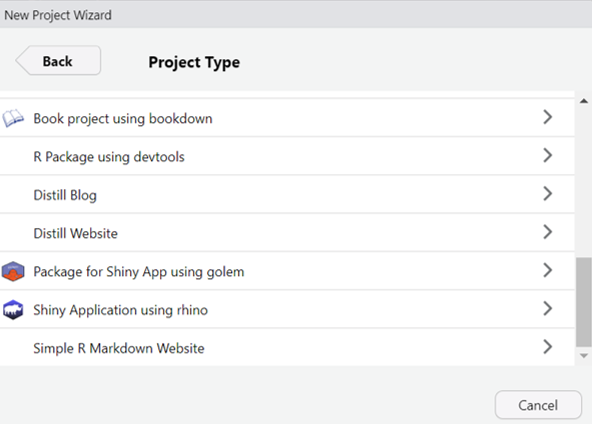 New Project Wizard
Back
Project Type
Book project using bookdown
R Package using devtools
Distill Blog
Distill Website
Package for Shiny App using golem
Shiny Application using rhino
Simple R Markdown Website
Cancel